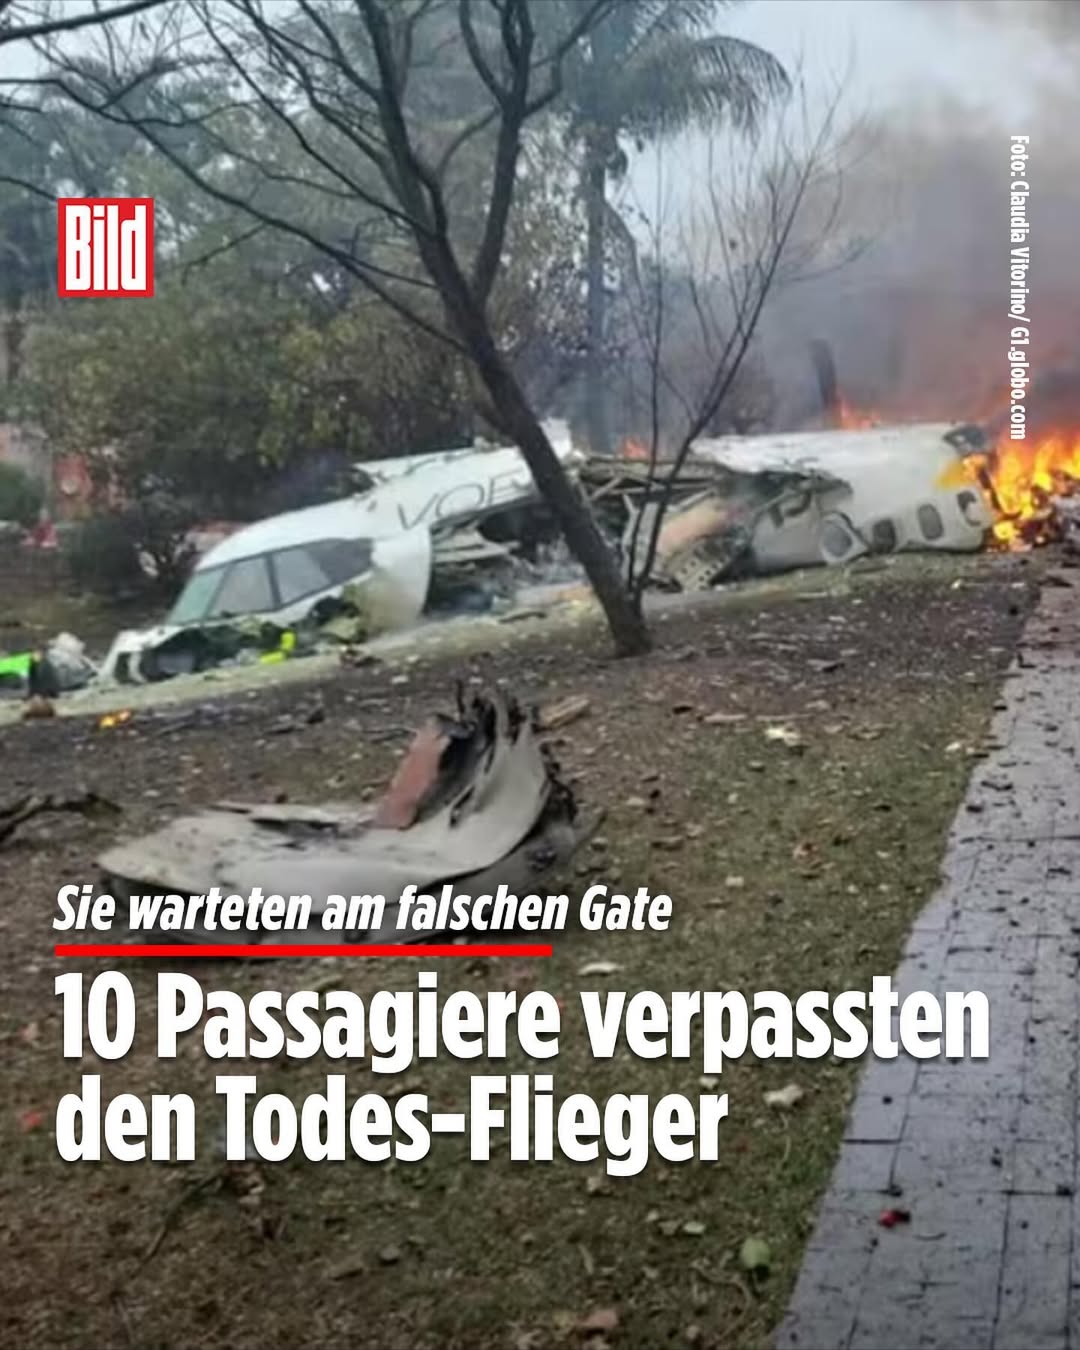 Bild
Foto: Claudia Vitorino/ G1.globo.com
Sie warteten am falschen Gate
10 Passagiere verpassten
den Todes-Flieger